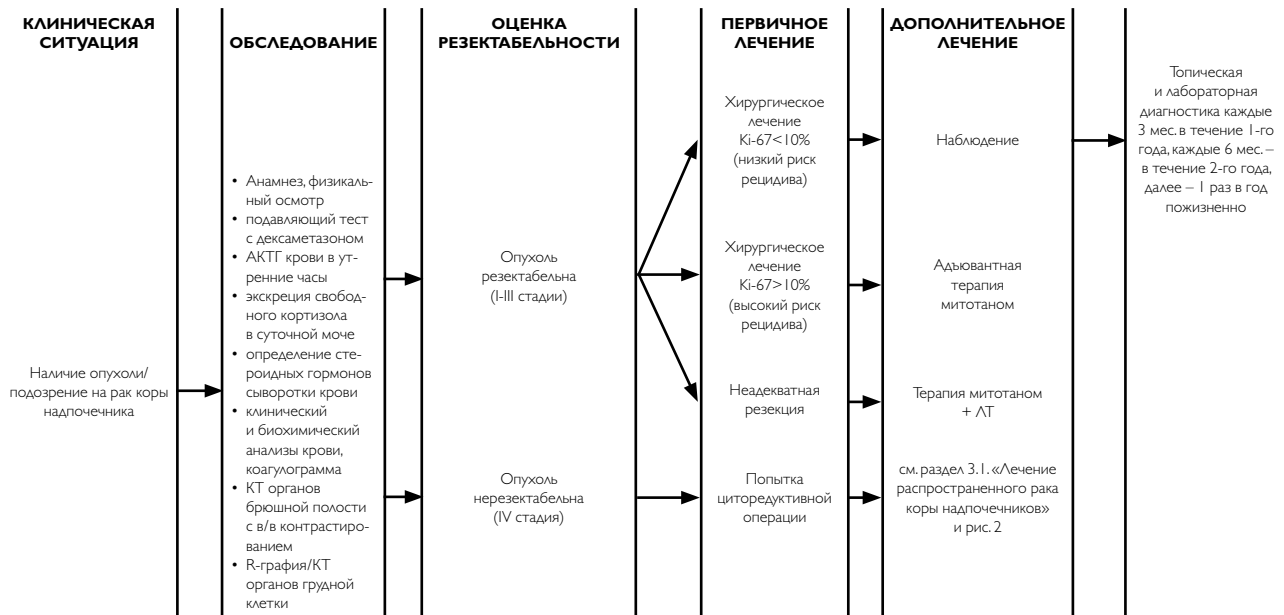 КЛИНИЧЕСКАЯ
СИТУАЦИЯ
Наличие опухоли/
подозрение на рак коры
надпочечника
ОБСЛЕДОВАНИЕ
• Анамнез, физикаль-
ный осмотр
• подавляющий тест
с дексаметазоном
• АКТГ крови в ут-
ренние часы
• экскреция свобод-
ного кортизола
в суточной моче
• определение сте-
роидных гормонов
сыворотки крови
• клинический
и биохимический
анализы крови,
коагулограмма
• КТ органов
брюшной полости
с в/в контрастиро-
ванием
• R-графия/КТ
органов грудной
клетки
ОЦЕНКА
РЕЗЕКТАБЕЛЬНОСТИ
Опухоль
резектабельна
(I-III стадии)
Опухоль
нерезектабельна
(IV стадия)
ПЕРВИЧНОЕ
ЛЕЧЕНИЕ
Хирургическое
лечение
Ki-67<10%
(низкий риск
рецидива)
Хирургическое
лечение
Ki-67>10%
(высокий риск
рецидива)
Неадекватная
резекция
Попытка
циторедуктивной
операции
ДОПОЛНИТЕЛЬНОЕ
ЛЕЧЕНИЕ
Наблюдение
Адъювантная
терапия
митотаном
Терапия митотаном
+ ЛТ
см. раздел 3.1. «Лечение
распространенного рака
коры надпочечников»
и рис. 2
Топическая
и лабораторная
диагностика каждые
3 мес. в течение 1-го
года, каждые 6 мес. –
в течение 2-го года,
далее – 1 раз в год
пожизненно